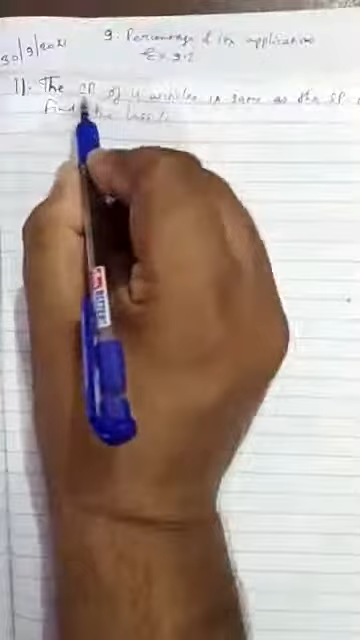 30/9/2021
9. Percentage & its application
Ex 9.2
11. The CP of 4 articles is same as the SP
Find the loss %.